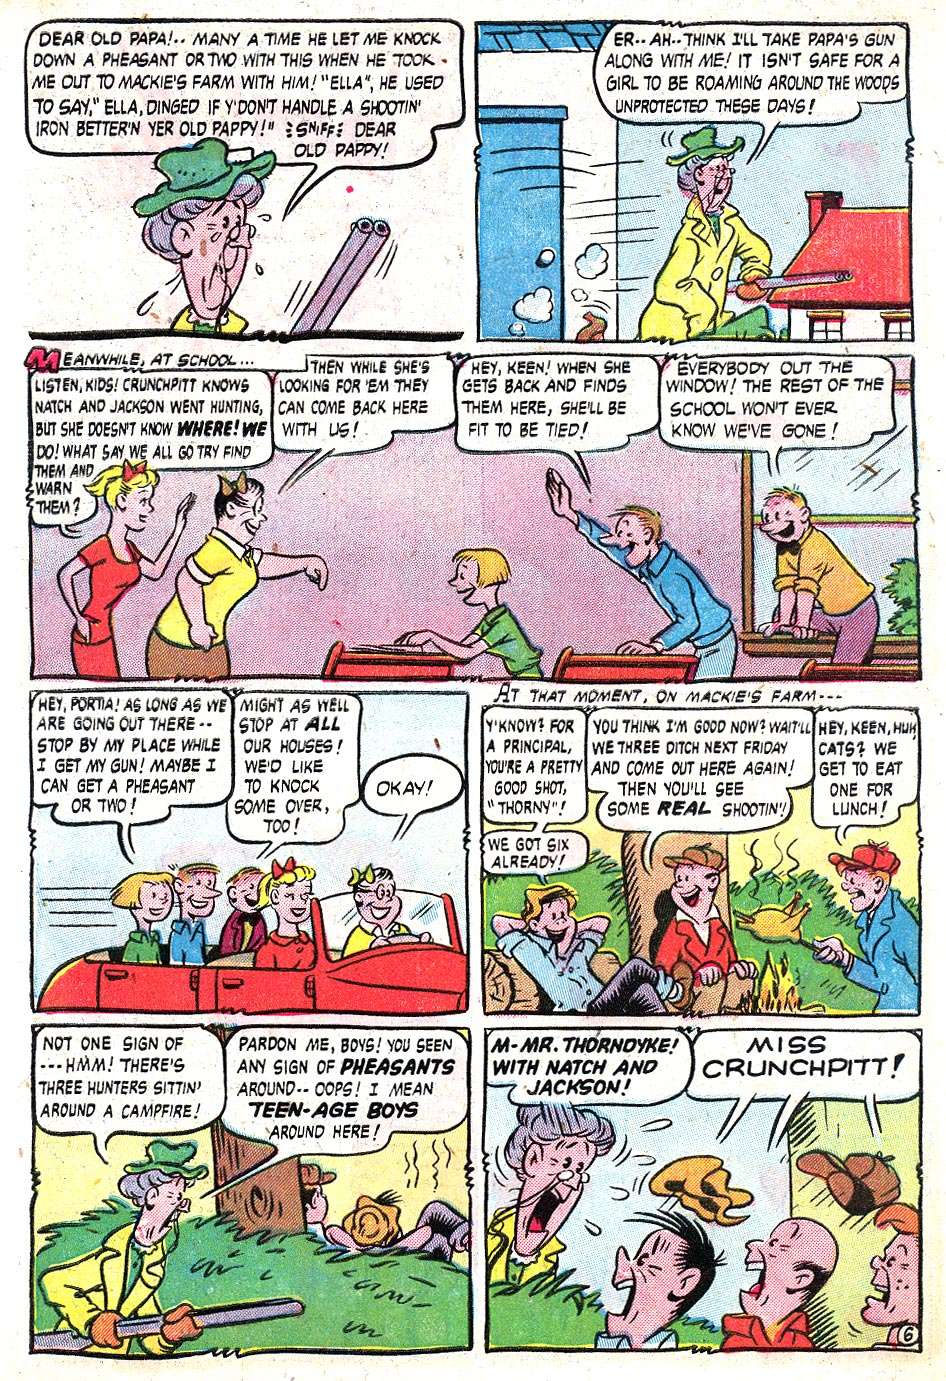 DEAR OLD PAPA!-- MANY A TIME HE LET ME KNOCK
DOWN A PHEASANT OR TWO WITH THIS WHEN HE TOOK
ME OUT TO MACKIE'S FARM WITH HIM! "ELLA", HE USED
TO SAY, "ELLA, DINGED IF Y'DON'T HANDLE A SHOOTIN'
IRON BETTER'N YER OLD PAPPY!" SNIFF DEAR
OLD PAPPY!
ER-- AH-- THINK I'LL TAKE PAPA'S GUN
ALONG WITH ME! IT ISN'T SAFE FOR A
GIRL TO BE ROAMING AROUND THE WOODS
UNPROTECTED THESE DAYS!
MEANWHILE, AT SCHOOL...
LISTEN, KIDS! CRUNCHPITT KNOWS
NATCH AND JACKSON WENT HUNTING,
BUT SHE DOESN'T KNOW WHERE! WE
DO! WHAT SAY WE ALL GO TRY FIND
THEM AND
WARN
THEM?
THEN WHILE SHE'S
LOOKING FOR 'EM THEY
CAN COME BACK HERE
WITH US!
HEY, KEEN! WHEN SHE
GETS BACK AND FINDS
THEM HERE, SHE'LL BE
FIT TO BE TIED!
EVERYBODY OUT THE
WINDOW! THE REST OF THE
SCHOOL WON'T EVER
KNOW WE'VE GONE!
HEY, PORTIA! AS LONG AS WE
ARE GOING OUT THERE --
STOP BY MY PLACE WHILE
I GET MY GUN! MAYBE I
CAN GET A PHEASANT
OR TWO!
MIGHT AS WELL
STOP AT ALL
OUR HOUSES!
WE'D LIKE
TO KNOCK
SOME OVER,
TOO!
OKAY!
AT THAT MOMENT, ON MACKIE'S FARM---
Y'KNOW? FOR
A PRINCIPAL,
YOU'RE A PRETTY
GOOD SHOT,
"THORNY"!
WE GOT SIX
ALREADY!
YOU THINK I'M GOOD NOW? WAIT'LL
WE THREE DITCH NEXT FRIDAY
AND COME OUT HERE AGAIN!
THEN YOU'LL SEE
SOME REAL SHOOTIN'!
HEY, KEEN, HUH,
CATS? WE
GET TO EAT
ONE FOR
LUNCH!
NOT ONE SIGN OF
---HMM! THERE'S
THREE HUNTERS SITTIN'
AROUND A CAMPFIRE!
PARDON ME, BOYS! YOU SEEN
ANY SIGN OF PHEASANTS
AROUND-- OOPS! I MEAN
TEEN-AGE BOYS
AROUND HERE!
M-MR. THORNDYKE!
WITH NATCH AND
JACKSON!
MISS
CRUNCHPITT!
6